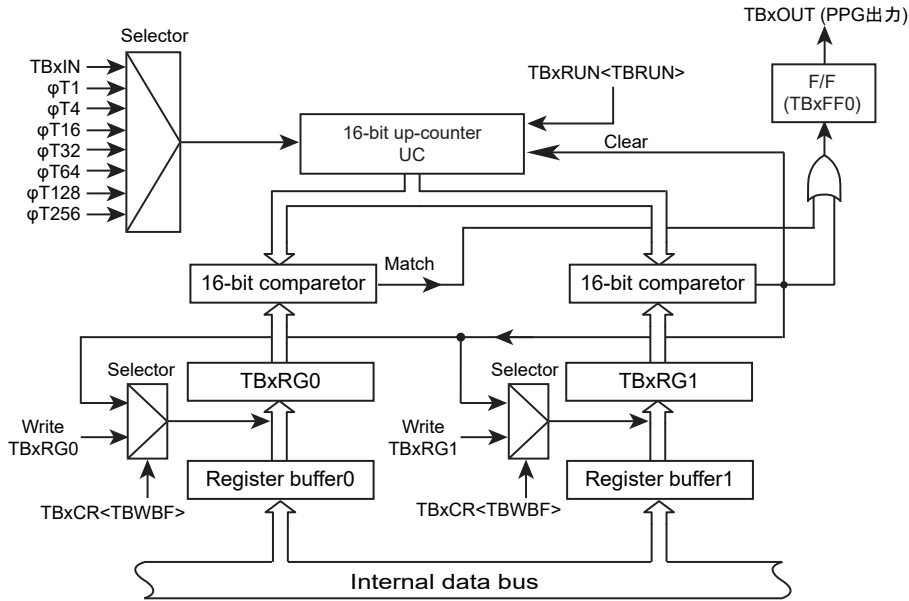 TBxOUT (PPG出力)
Selector
TBxIN
φT1
φT4
φT16
φT32
φT64
φT128
φT256
TBxRUN<TBRUN>
F/F
(TBxFF0)
16-bit up-counter
UC
Clear
Match
16-bit comparetor
16-bit comparetor
Selector
TBxRG0
Selector
TBxRG1
Write
TBxRG0
Write
TBxRG1
Register buffer0
Register buffer1
TBxCR<TBWBF>
TBxCR<TBWBF>
Internal data bus